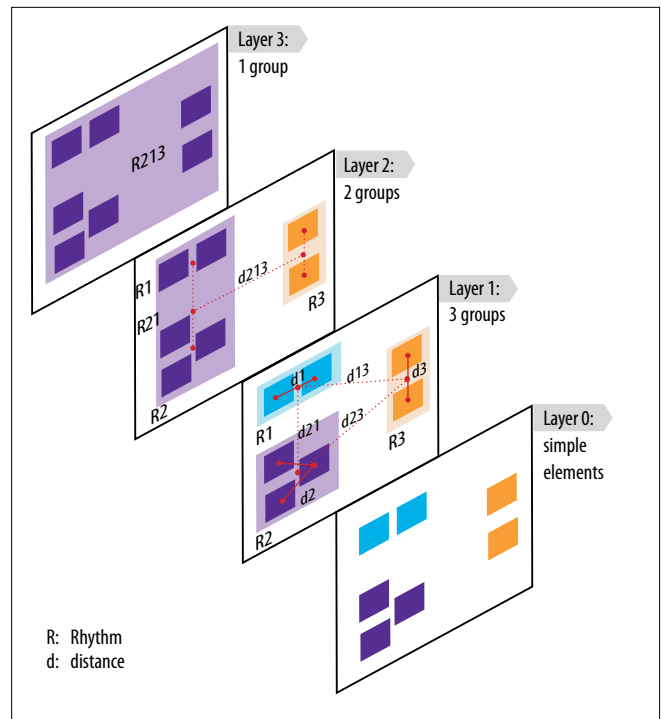 Layer 3:
1 group
R213
Layer 2:
2 groups
R1
d213
R21
R3
R2
Layer 1:
3 groups
d1
d13
d3
R1
d21
d23
R3
d2
R2
Layer 0:
simple
elements
R: Rhythm
d: distance